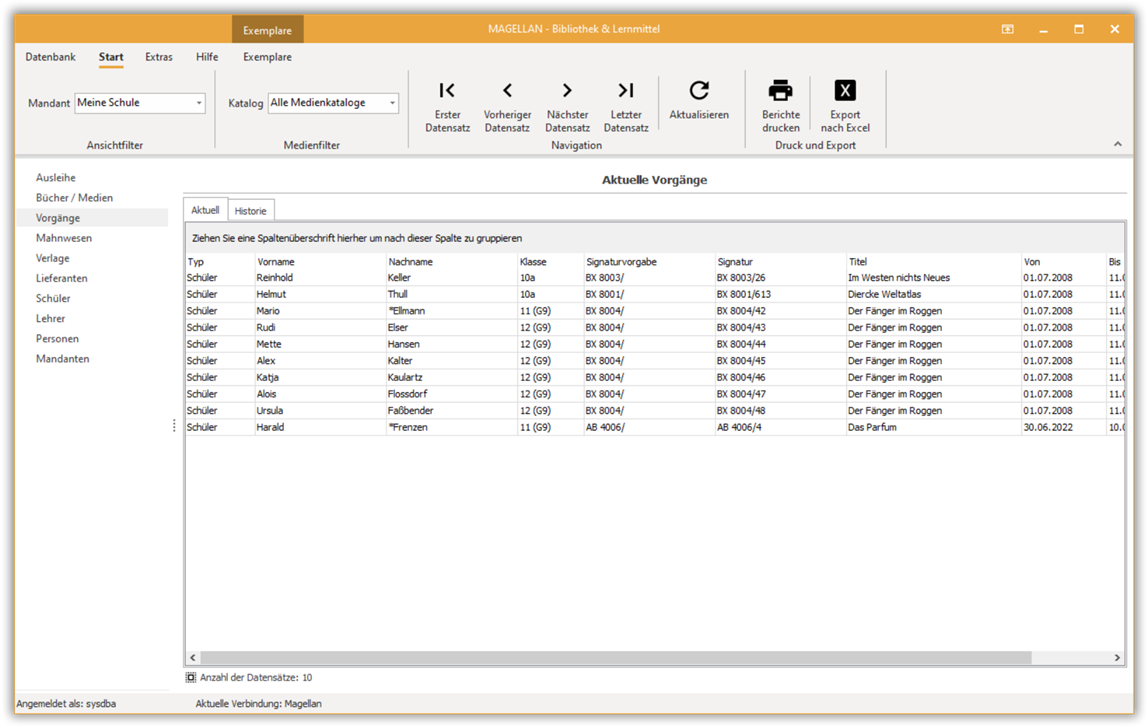 Exemplare MAGELLAN - Bibliothek & Lernmittel
Datenbank Start Extras Hilfe Exemplare
Mandant Meine Schule Katalog Alle Medienkataloge
Erster Datensatz Vorheriger Datensatz Nächster Datensatz Letzter Datensatz Aktualisieren Berichte drucken X Export nach Excel
Ansichtfilter Medienfilter Navigation Druck und Export
Ausleihe
Bücher / Medien
Vorgänge
Mahnwesen
Verlage
Lieferanten
Schüler
Lehrer
Personen
Mandanten
Aktuelle Vorgänge
Aktuell Historie
Ziehen Sie eine Spaltenüberschrift hierher um nach dieser Spalte zu gruppieren
Typ Vorname Nachname Klasse Signaturvorgabe Signatur Titel Von Bis
Schüler Reinhold Keller 10a BX 8003/ BX 8003/26 Im Westen nichts Neues 01.07.2008 11.0
Schüler Helmut Thull 10a BX 8001/ BX 8001/613 Diercke Weltatlas 01.07.2008 11.0
Schüler Mario *Ellmann 11 (G9) BX 8004/ BX 8004/42 Der Fänger im Roggen 01.07.2008 11.0
Schüler Rudi Elser 12 (G9) BX 8004/ BX 8004/43 Der Fänger im Roggen 01.07.2008 11.0
Schüler Mette Hansen 12 (G9) BX 8004/ BX 8004/44 Der Fänger im Roggen 01.07.2008 11.0
Schüler Alex Kalter 12 (G9) BX 8004/ BX 8004/45 Der Fänger im Roggen 01.07.2008 11.0
Schüler Katja Kaulartz 12 (G9) BX 8004/ BX 8004/46 Der Fänger im Roggen 01.07.2008 11.0
Schüler Alois Flossdorf 12 (G9) BX 8004/ BX 8004/47 Der Fänger im Roggen 01.07.2008 11.0
Schüler Ursula Faßbender 12 (G9) BX 8004/ BX 8004/48 Der Fänger im Roggen 01.07.2008 11.0
Schüler Harald *Frenzen 11 (G9) AB 4006/ AB 4006/4 Das Parfum 30.06.2022 10.0
Anzahl der Datensätze: 10
Angemeldet als: sysdba Aktuelle Verbindung: Magellan